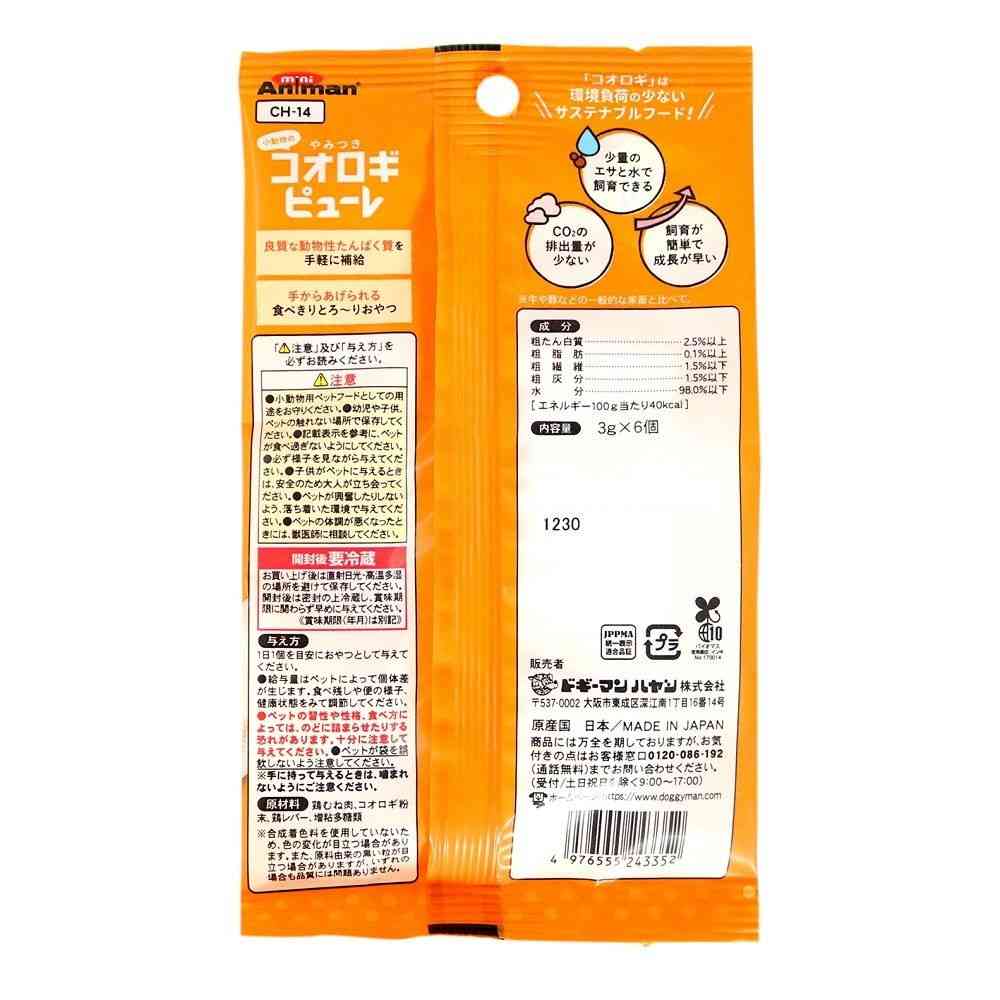 mini
Animan®
CH-14
小動物の
やみつき
コオロギ
ピューレ
良質な動物性たんぱく質を
手軽に補給
手からあげられる
食べきりとろ〜りおやつ
「⚠注意」及び「与え方」を
必ずお読みください。
⚠注意
●小動物用ペットフードとしての用
途をお守りください。●幼児や子供、
ペットの触れない場所で保存してく
ださい。●記載表示を参考に、ペット
が食べ過ぎないようにしてください。
●必ず様子を見ながら与えてくだ
さい。●子供がペットに与えるとき
は、安全のため大人が立ち会ってく
ださい。●ペットが興奮したりしない
よう、落ち着いた環境で与えてくだ
さい。●ペットの体調が悪くなったと
きには、獣医師に相談してください。
開封後要冷蔵
お買い上げ後は直射日光・高温多湿
の場所を避けて保存してください。
開封後は密封の上冷蔵し、賞味期
限に関わらず早めに与えてください。
《賞味期限(年月)は別記》
与え方
1日1個を目安におやつとして与えて
ください。
●給与量はペットによって個体差
が生じます。食べ残しや便の様子、
健康状態をみて調節してください。
●ペットの習性や性格、食べ方に
よっては、のどに詰まらせたりする
恐れがあります。十分に注意して
与えてください。●ペットが袋を誤
飲しないよう注意してください。
※手に持って与えるときは、噛まれ
ないようにご注意ください。
原材料 鶏むね肉、コオロギ粉
末、鶏レバー、増粘多糖類
※合成着色料を使用していないた
め、色の変化が目立つ場合があり
ます。また、原料由来の黒い粒が目
立つ場合がありますが、いずれの
場合も品質には問題ありません。
「コオロギ」は
環境負荷の少ない
サステナブルフード!
少量の
エサと水で
飼育できる
CO₂の
排出量が
少ない
飼育が
簡単で
成長が早い
※牛や豚などの一般的な家畜と比べて。
成分
粗たん白質 2.5%以上
粗脂肪 0.1%以上
粗繊維 1.5%以下
粗灰分 1.5%以下
水分 98.0%以下
[エネルギー100g当たり40kcal]
内容量 3g×6個
1230
JPPMA
統一表示
適合品証
プラ
10
バイオマス
No.170014
販売者
ドギーマンハヤシ株式会社
〒537-0002 大阪市東成区深江南1丁目16番14号
原産国 日本/MADE IN JAPAN
商品には万全を期しておりますが、お気
付きの点はお客様窓口0120-086-192
(通話無料)までお問い合わせください。
(受付/土日祝日を除く9:00〜17:00)
ホームページhttps://www.doggyman.com
4 976555 243352